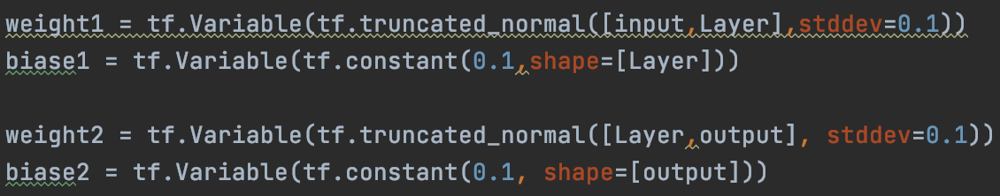 weight1 = tf.Variable(tf.truncated_normal([input,Layer],stddev=0.1))
biase1 = tf.Variable(tf.constant(0.1,shape=[Layer]))
weight2 = tf.Variable(tf.truncated_normal([Layer,output], stddev=0.1))
biase2 = tf.Variable(tf.constant(0.1, shape=[output]))